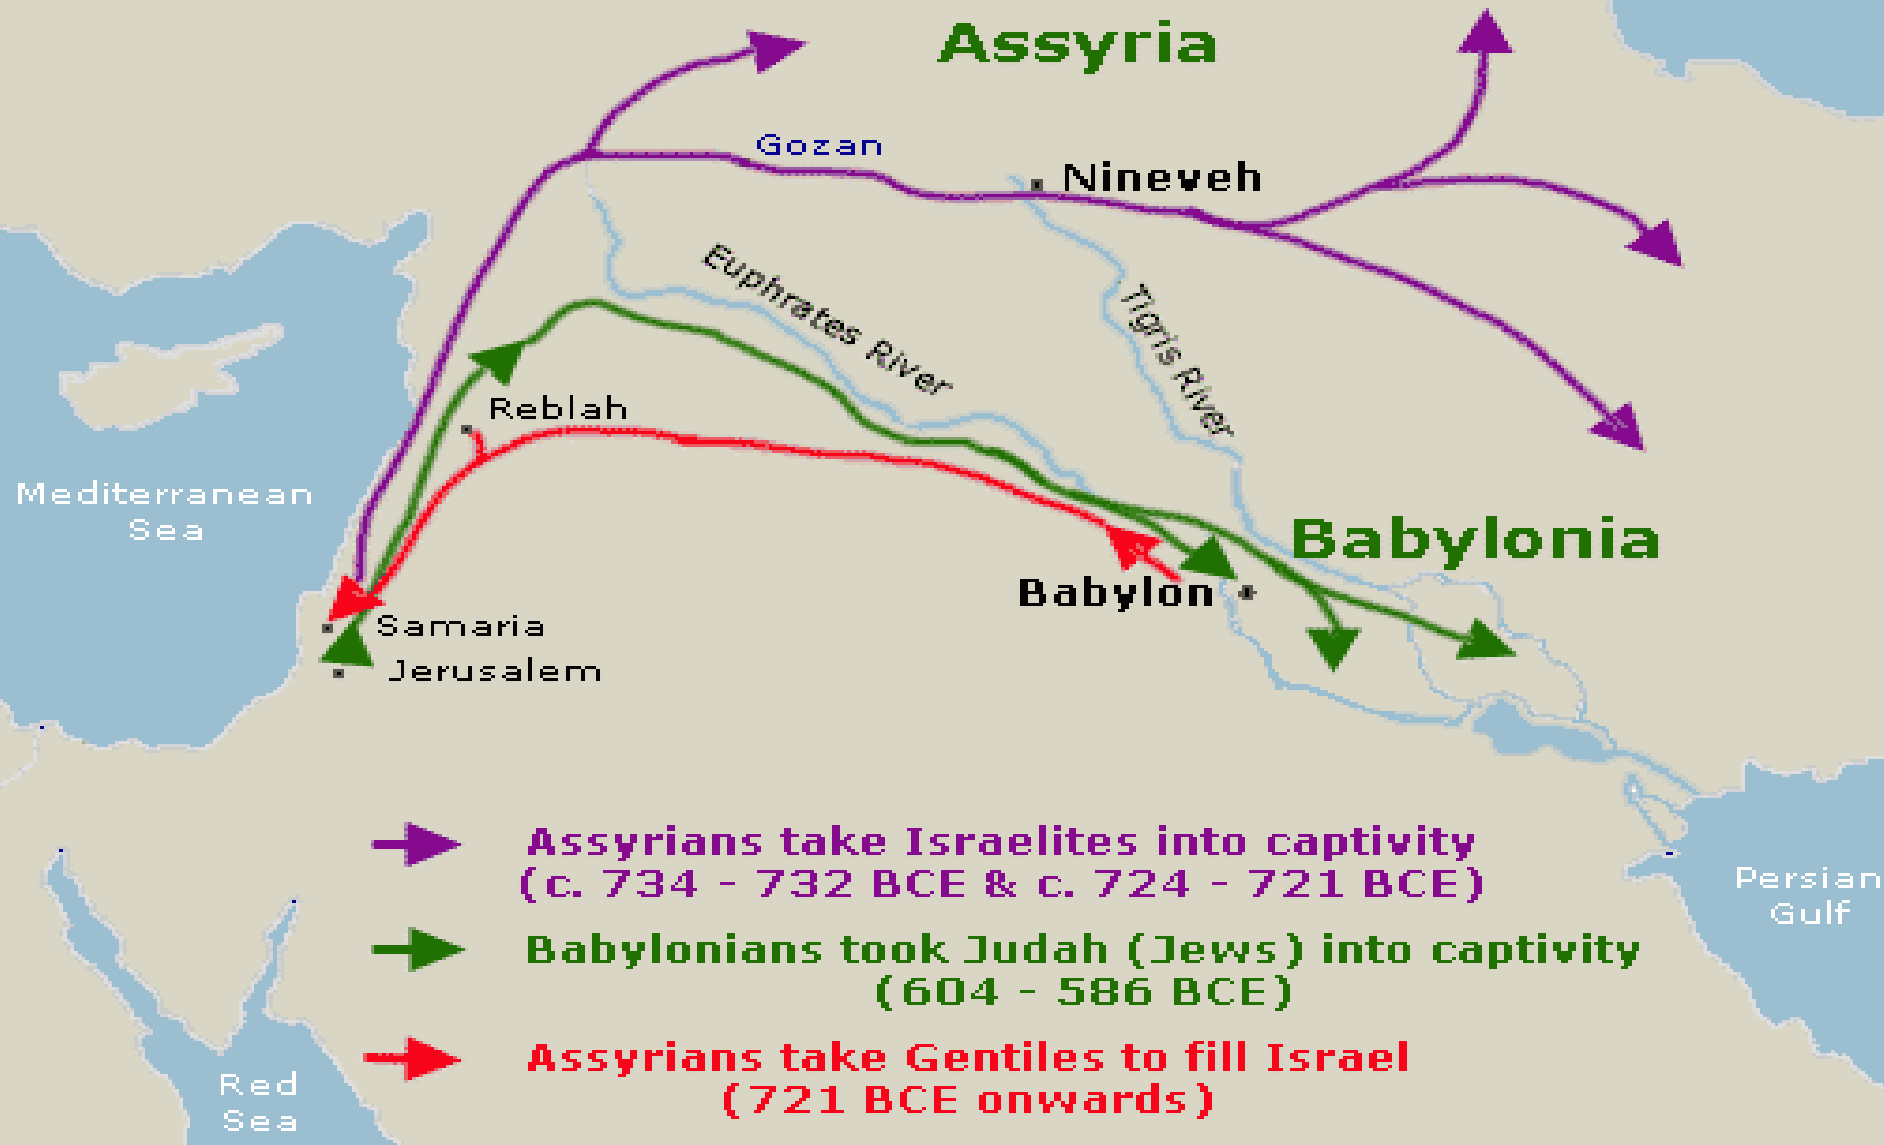 Assyria
Gozan
Nineveh
Euphrates River
Tigris River
Reblah
Mediterranean
Sea
Babylonia
Babylon
Samaria
Jerusalem
Assyrians take Israelites into captivity
(c. 734 - 732 BCE & c. 724 - 721 BCE)
Persian
Gulf
Babylonians took Judah (Jews) into captivity
(604 - 586 BCE)
Assyrians take Gentiles to fill Israel
(721 BCE onwards)
Red
Sea